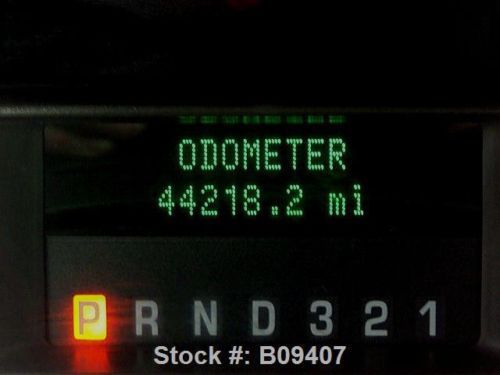 ODOMETER
44218.2 mi
P R N D 3 2 1
Stock #: B09407